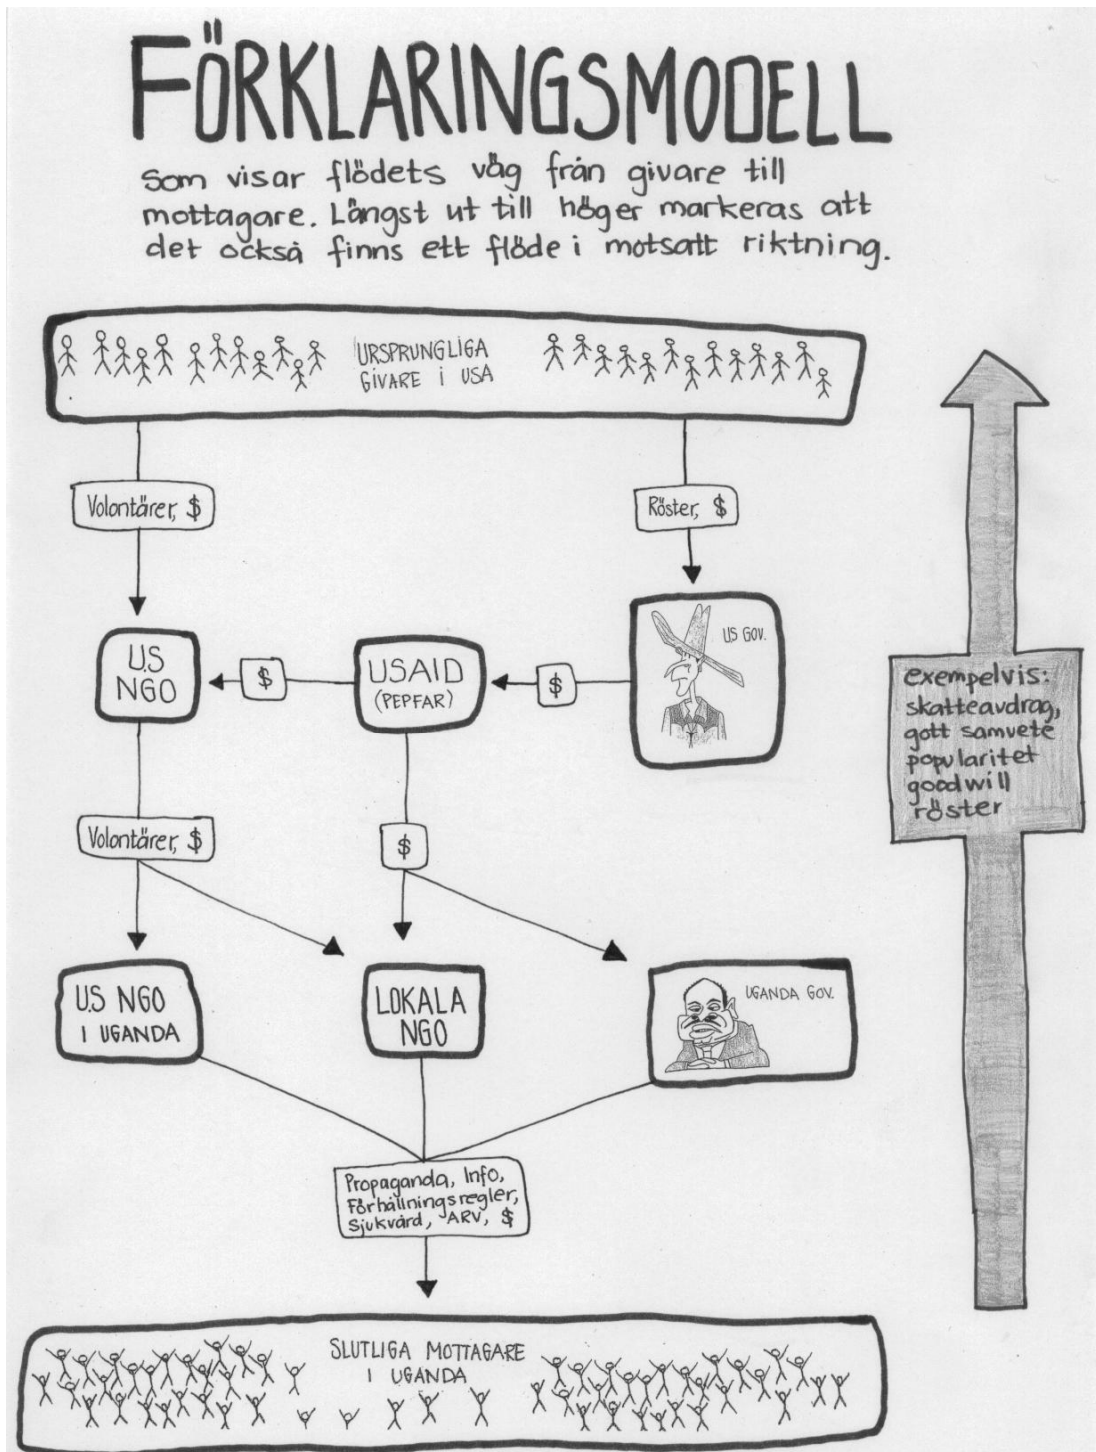 FÖRKLARINGSMODELL
Som visar flödets väg från givare till
mottagare. Längst ut till höger markeras att
det också finns ett flöde i motsatt riktning.
URSPRUNGLIGA
GIVARE I USA
Volontärer, $
Röster, $
U.S
NGO
$
USAID
(PEPFAR)
$
US GOV.
exempelvis:
skatteavdrag,
gott samvete
popularitet
goodwill
röster
Volontärer, $
$
U.S NGO
I UGANDA
LOKALA
NGO
UGANDA GOV.
Propaganda, Info,
Förhållningsregler,
Sjukvård, ARV, $
SLUTLIGA MOTTAGARE
I UGANDA